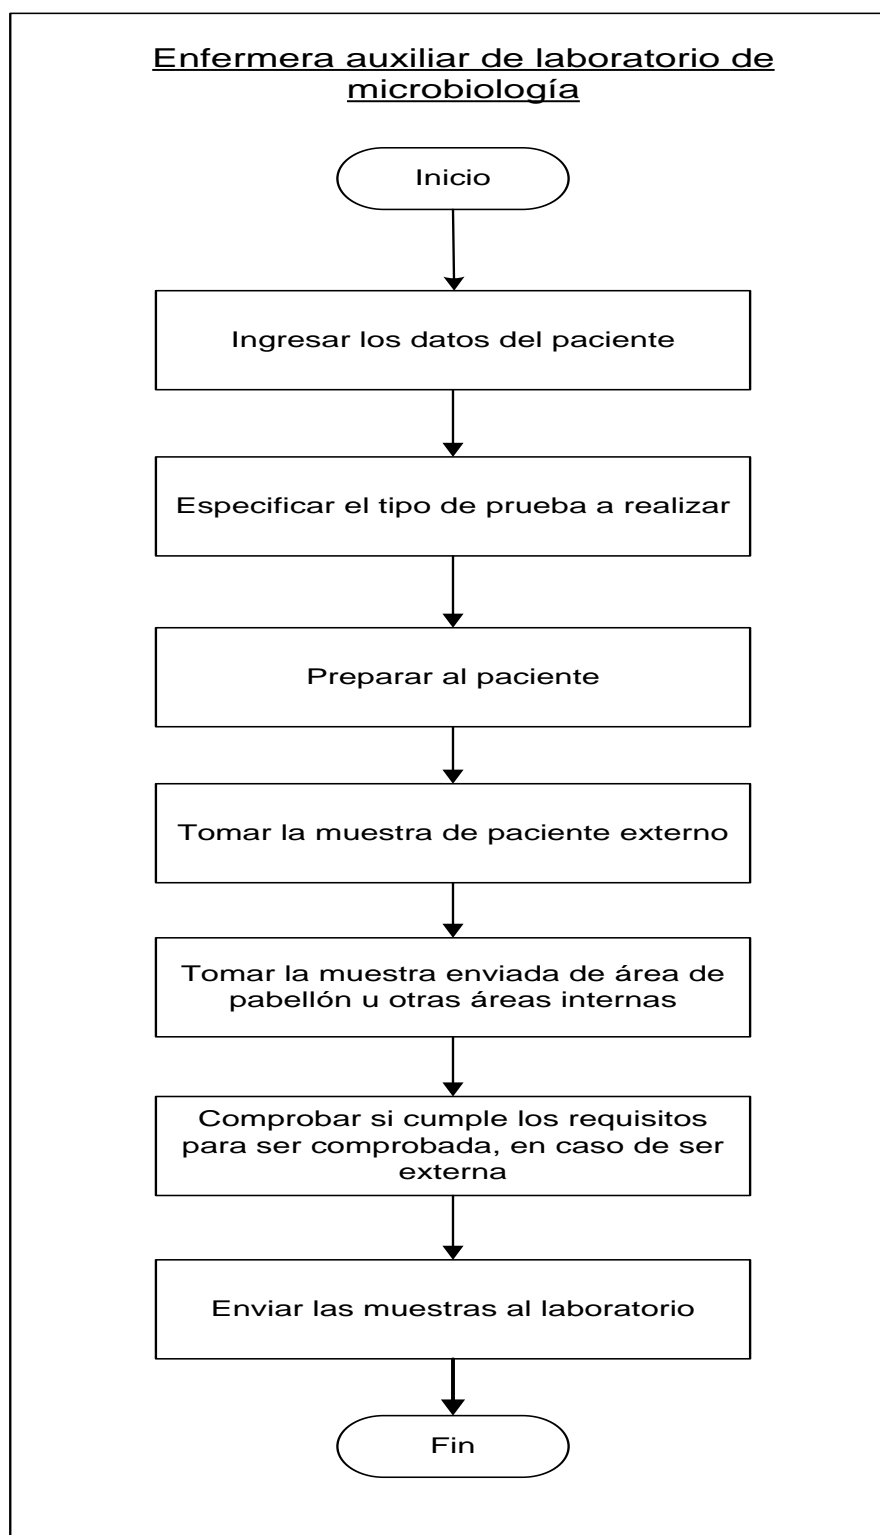 Enfermera auxiliar de laboratorio de
microbiología
Inicio
Ingresar los datos del paciente
Especificar el tipo de prueba a realizar
Preparar al paciente
Tomar la muestra de paciente externo
Tomar la muestra enviada de área de
pabellón u otras áreas internas
Comprobar si cumple los requisitos
para ser comprobada, en caso de ser
externa
Enviar las muestras al laboratorio
Fin